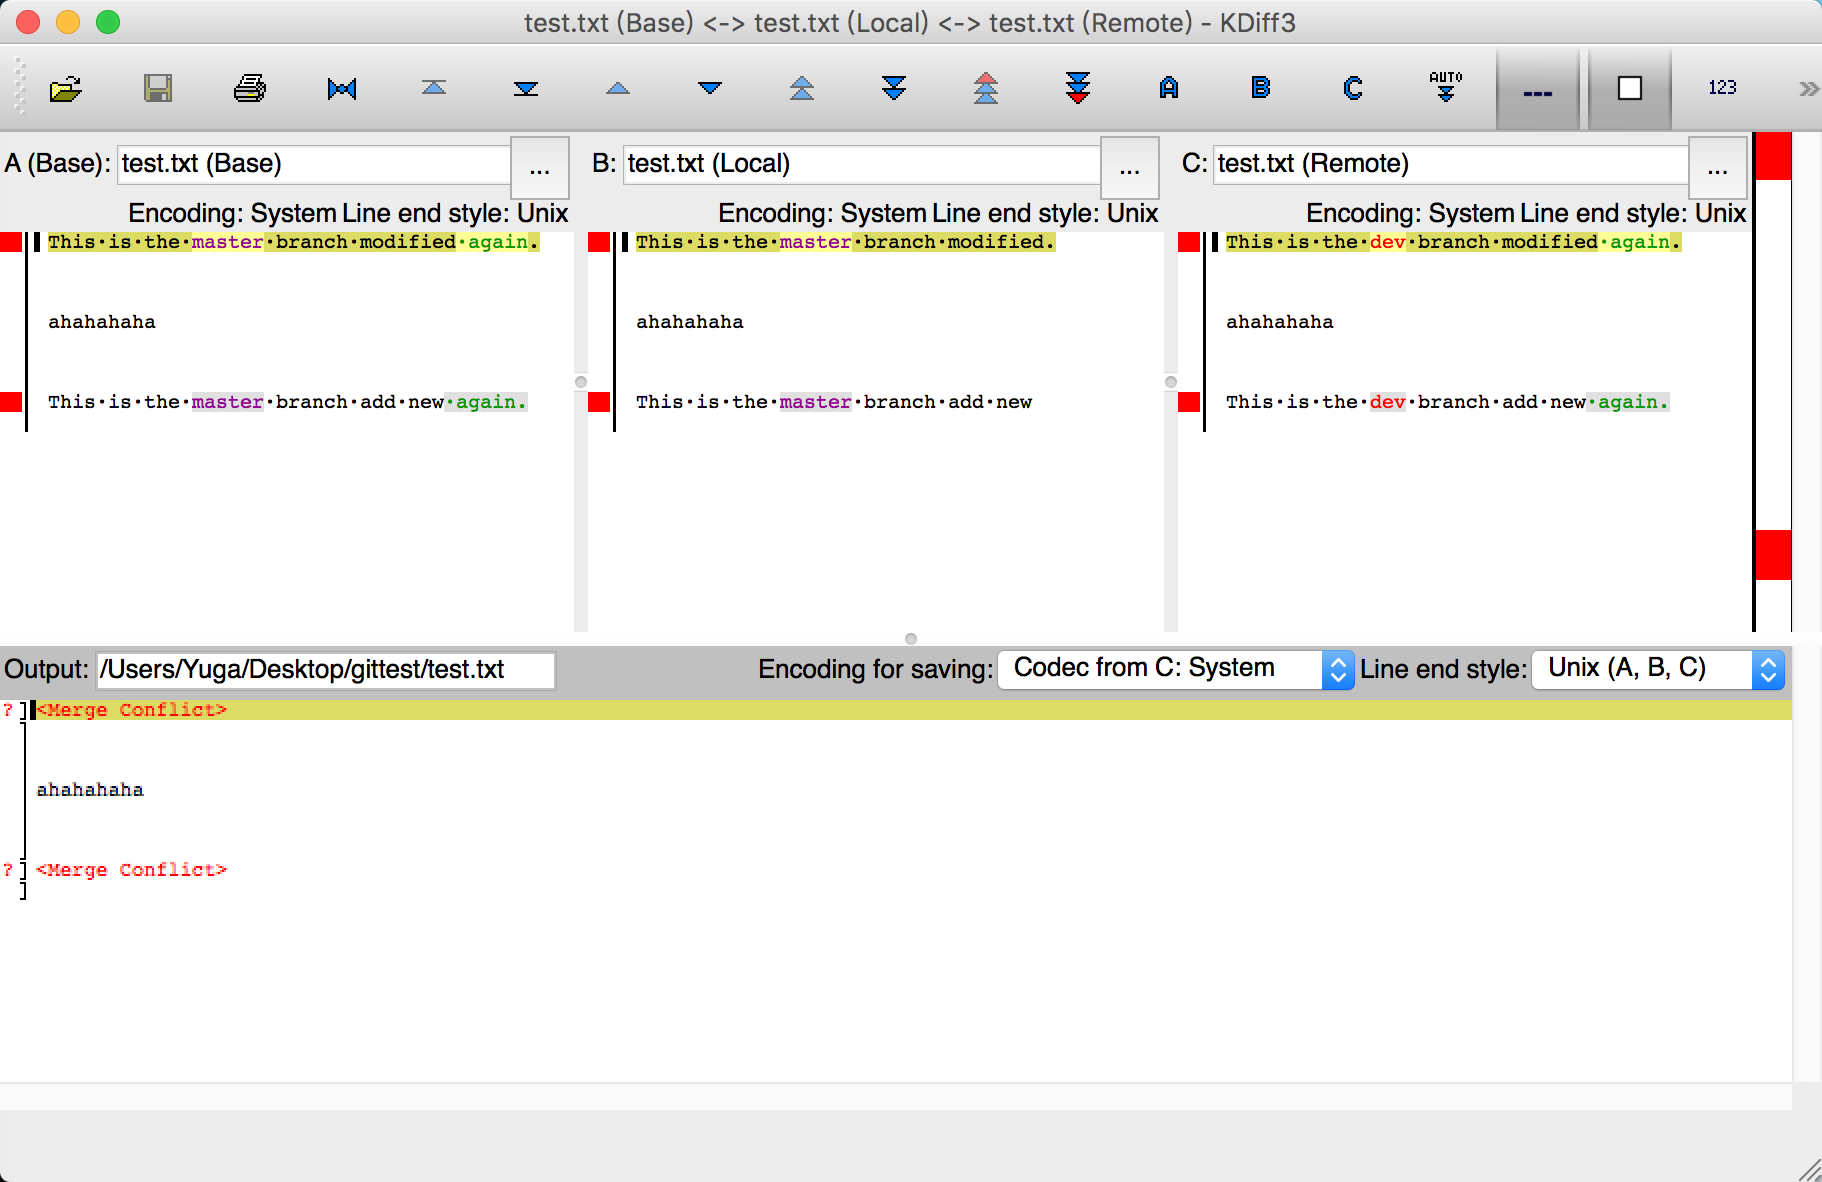 test.txt (Base) <-> test.txt (Local) <-> test.txt (Remote) - KDiff3
A B C AUTO --- 123 »
A (Base): test.txt (Base) ... B: test.txt (Local) ... C: test.txt (Remote) ...
Encoding: System Line end style: Unix Encoding: System Line end style: Unix Encoding: System Line end style: Unix
This·is·the·master·branch·modified·again.
ahahahaha
This·is·the·master·branch·add·new·again.
This·is·the·master·branch·modified.
ahahahaha
This·is·the·master·branch·add·new
This·is·the·dev·branch·modified·again.
ahahahaha
This·is·the·dev·branch·add·new·again.
Output: /Users/Yuga/Desktop/gittest/test.txt Encoding for saving: Codec from C: System Line end style: Unix (A, B, C)
? <Merge Conflict>
ahahahaha
? <Merge Conflict>